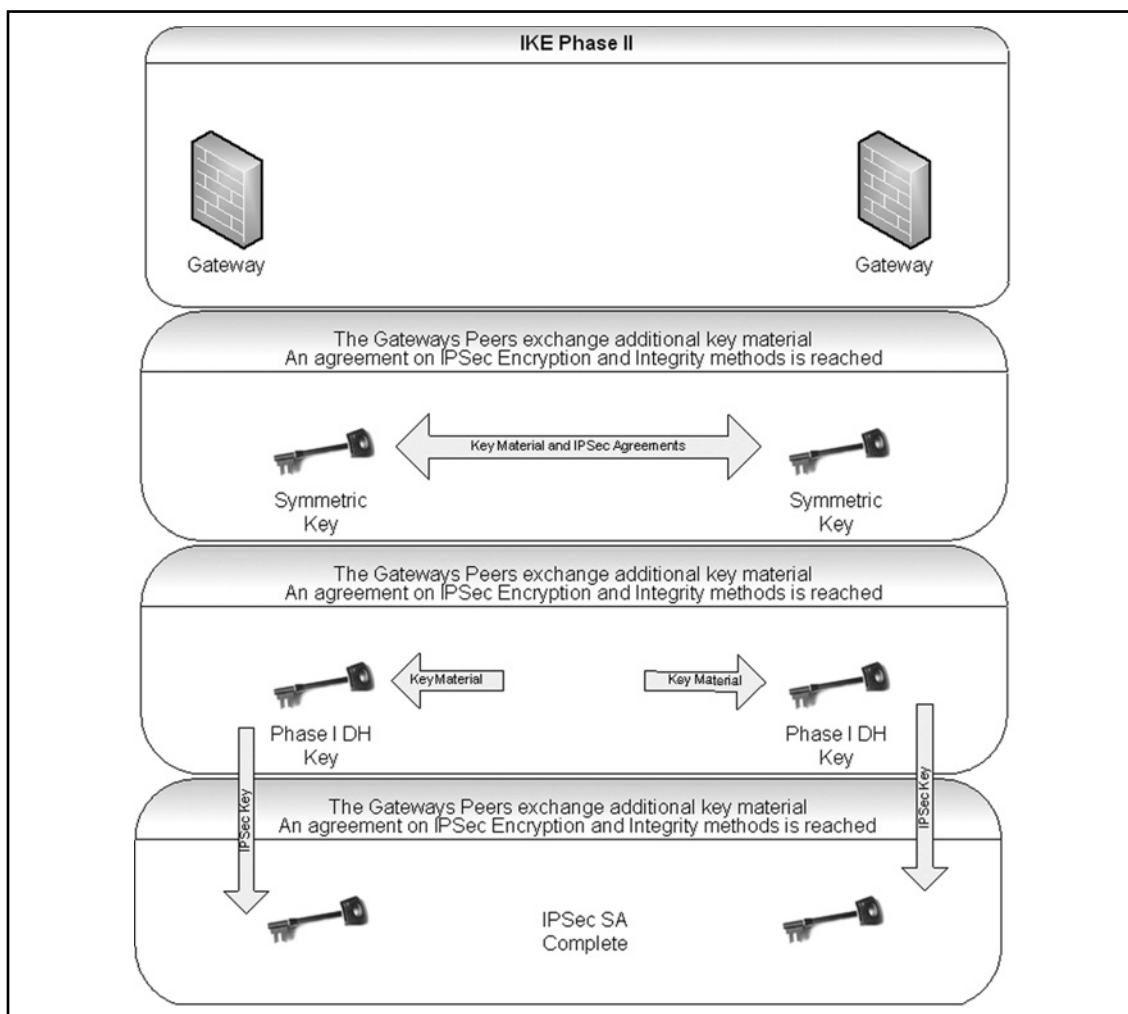 IKE Phase II
Gateway
Gateway
The Gateways Peers exchange additional key material
An agreement on IPSec Encryption and Integrity methods is reached
Key Material and IPSec Agreements
Symmetric
Key
Symmetric
Key
The Gateways Peers exchange additional key material
An agreement on IPSec Encryption and Integrity methods is reached
Key Material
Key Material
Phase I DH
Key
Phase I DH
Key
IPSec Key
IPSec Key
The Gateways Peers exchange additional key material
An agreement on IPSec Encryption and Integrity methods is reached
IPSec SA
Complete